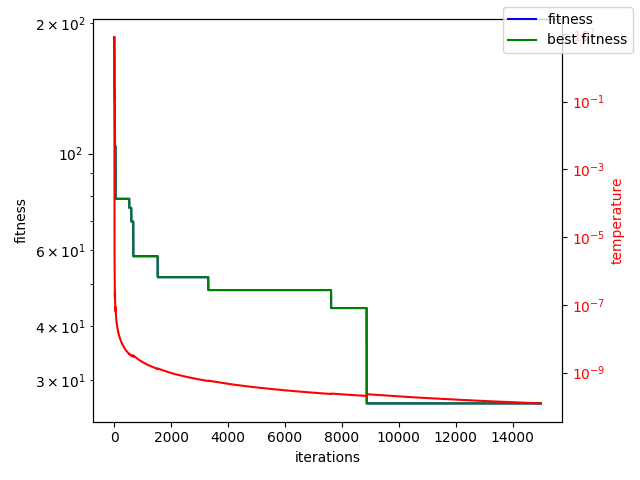 fitness
best fitness
2 × 10²
10²
6 × 10¹
4 × 10¹
3 × 10¹
fitness
10⁻¹
10⁻³
10⁻⁵
10⁻⁷
10⁻⁹
temperature
0 2000 4000 6000 8000 10000 12000 14000
iterations